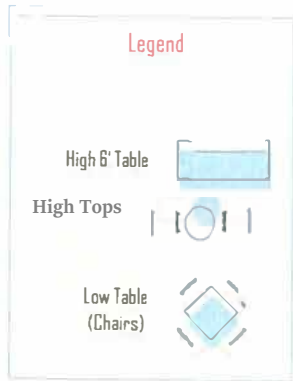 Legend
High 6' Table
High Tops
Low Table
(Chairs)